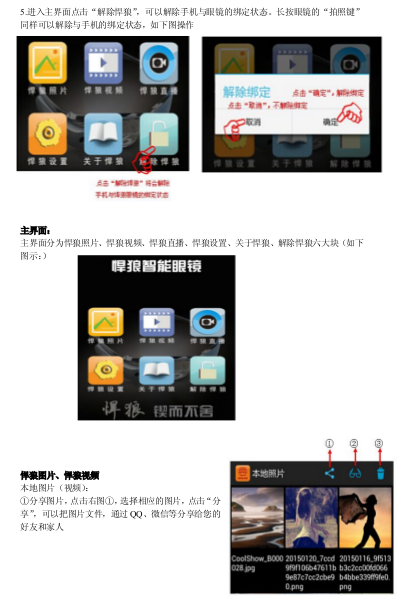 5.进入主界面点击“解除悍狼”，可以解除手机与眼镜的绑定状态。长按眼镜的“拍照键”
同样可以解除与手机的绑定状态，如下图操作
悍狼照片 悍狼视频 悍狼直播
悍狼设置 关于悍狼 解除悍狼
点击“解除悍狼”将会解除
手机与悍狼眼镜的绑定状态
解除绑定
点击“确定”，解除绑定
点击“取消”，不解除绑定
取消 确定
悍狼设置 关于悍狼 解除悍狼
主界面：
主界面分为悍狼照片、悍狼视频、悍狼直播、悍狼设置、关于悍狼、解除悍狼六大块（如下
图示：）
悍狼智能眼镜
悍狼照片 悍狼视频 悍狼直播
悍狼设置 关于悍狼 解除悍狼
悍狼 锲而不舍
① ② ③
悍狼图片、悍狼视频
本地图片（视频）：
①分享图片，点击右图①，选择相应的图片，点击“分
享”，可以把图片文件，通过 QQ、微信等分享给您的
好友和家人
本地照片
CoolShow_B000
028.jpg
20150120_7ccd
9f9f106b47611b
9e87c7cc2cbe9
0.png
20150116_9f513
b3c2cc00fd066
b4bbe339ff9fe0.
png